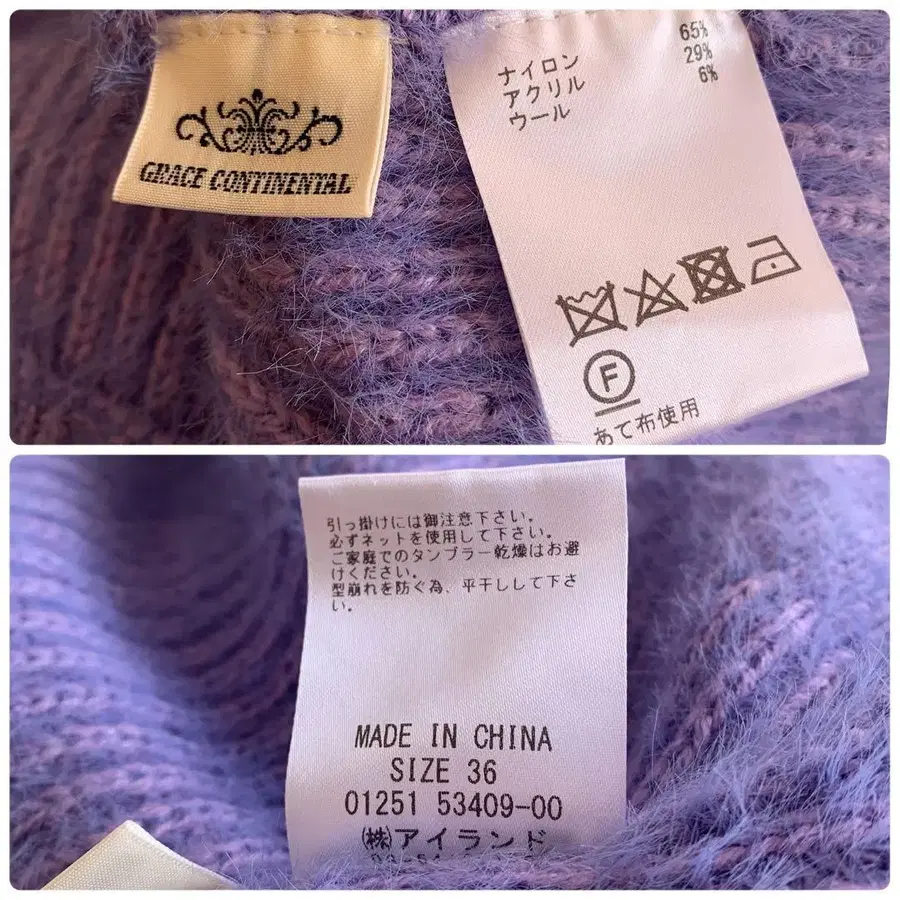 GRACE CONTINENTAL
ナイロン 65%
アクリル 29%
ウール 6%
F
あて布使用
引っ掛けには御注意下さい。
必ずネットを使用して下さい。
ご家庭でのタンブラー乾燥はお避
けください。
型崩れを防ぐ為、平干しして下さ
い。
MADE IN CHINA
SIZE 36
01251 53409-00
(株)アイランド